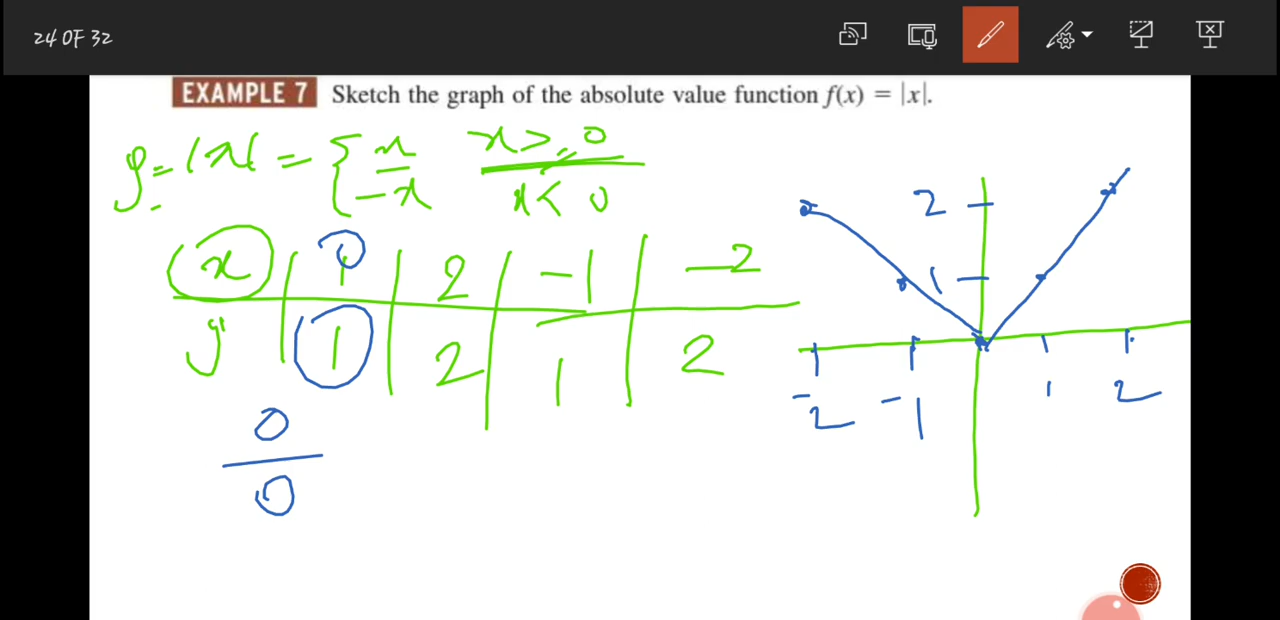 24 OF 32
EXAMPLE 7 Sketch the graph of the absolute value function f(x) = |x|.
y = |x| = { x x ≥ 0
-x x < 0
x 1 2 -1 -2
y 1 2 1 2
0
0
2
1
-2 -1 1 2